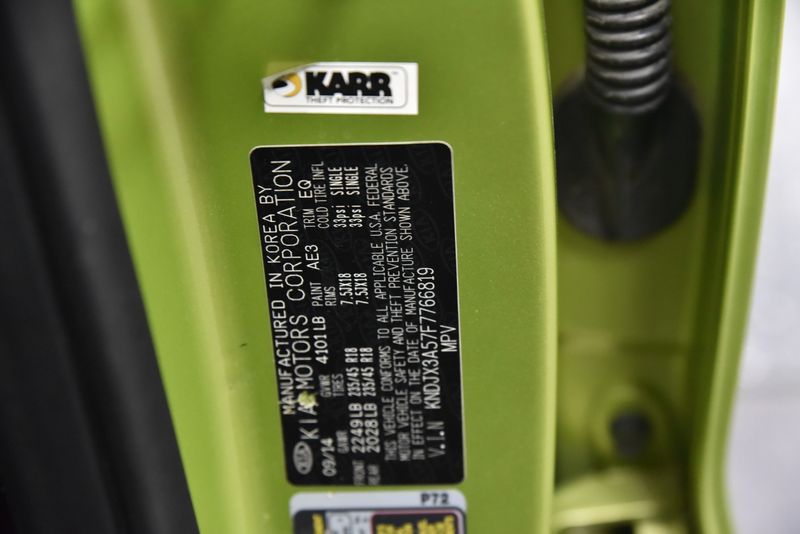 KARR
THEFT PROTECTION
MANUFACTURED IN KOREA BY
KIA MOTORS CORPORATION
09/14 GVWR 4101LB PAINT AE3 TRIM EQ
GAWR TIRES RIMS COLD TIRE INFL
FRONT 2249LB 235/45 R18 7.5JX18 33psi SINGLE
REAR 2028LB 235/45 R18 7.5JX18 33psi SINGLE
THIS VEHICLE CONFORMS TO ALL APPLICABLE U.S.A. FEDERAL
MOTOR VEHICLE SAFETY AND THEFT PREVENTION STANDARDS
IN EFFECT ON THE DATE OF MANUFACTURE SHOWN ABOVE.
V.I.N KNDJX3A57F7766819
MPV
P72